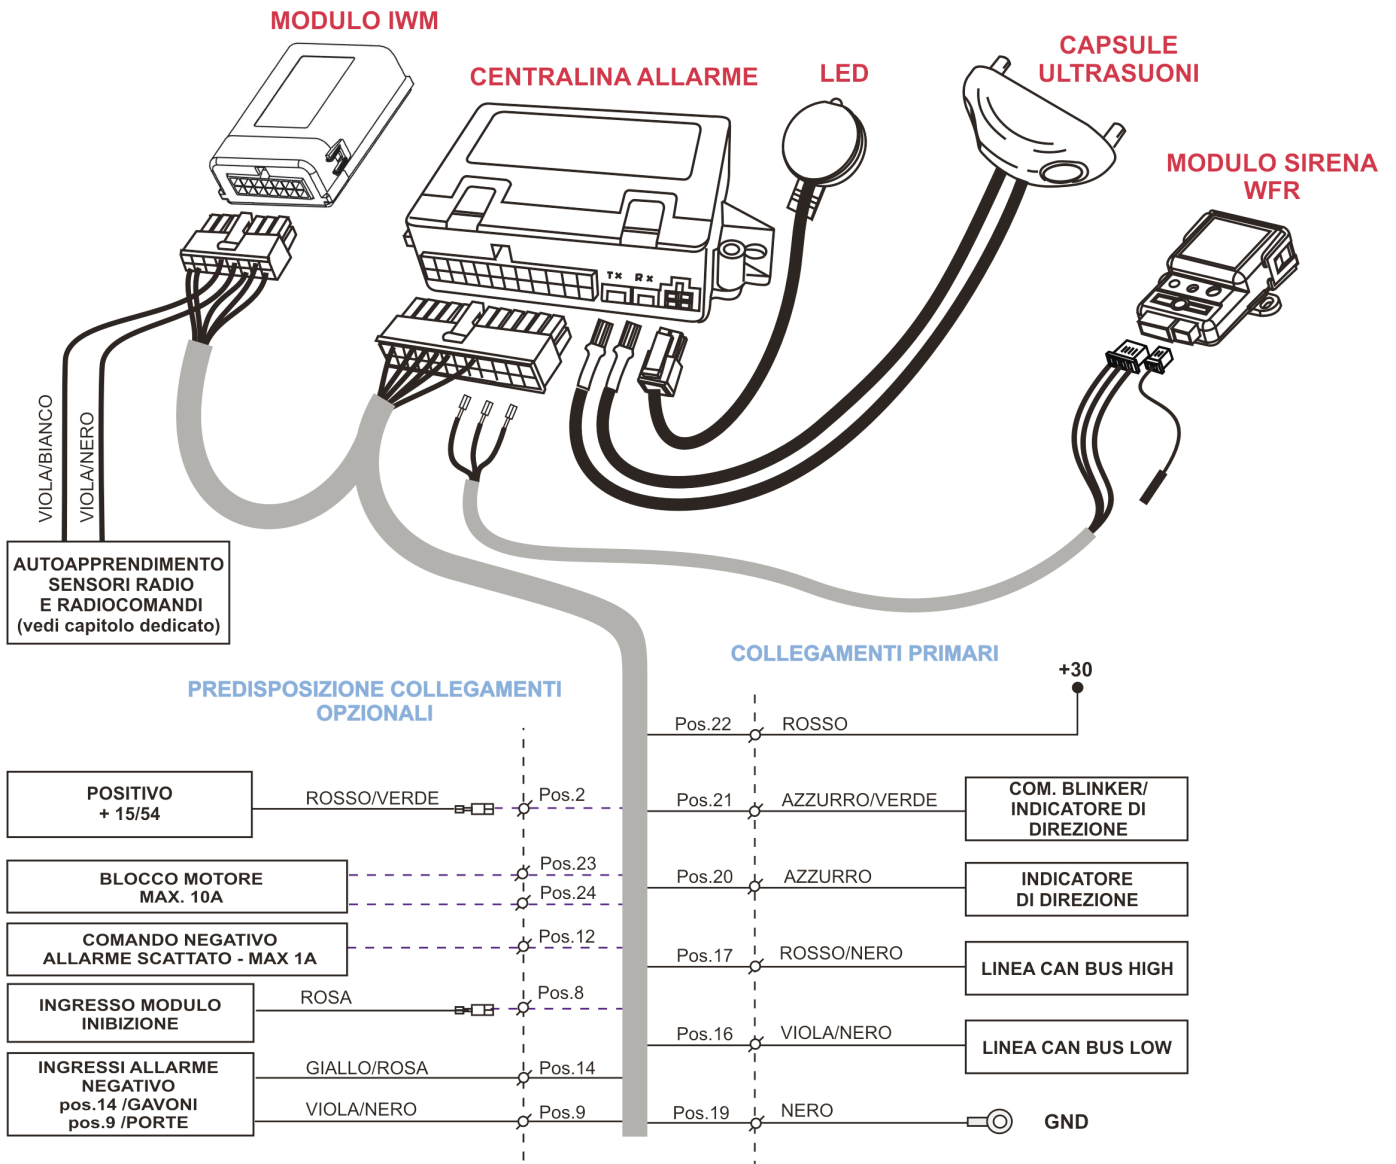 MODULO IWM
CENTRALINA ALLARME
LED
CAPSULE
ULTRASUONI
MODULO SIRENA
WFR
TX RX
VIOLA/BIANCO
VIOLA/NERO
AUTOAPPRENDIMENTO
SENSORI RADIO
E RADIOCOMANDI
(vedi capitolo dedicato)
PREDISPOSIZIONE COLLEGAMENTI
OPZIONALI
POSITIVO
+ 15/54
ROSSO/VERDE
Pos.2
BLOCCO MOTORE
MAX. 10A
Pos.23
Pos.24
COMANDO NEGATIVO
ALLARME SCATTATO - MAX 1A
Pos.12
INGRESSO MODULO
INIBIZIONE
ROSA
Pos.8
INGRESSI ALLARME
NEGATIVO
pos.14 /GAVONI
pos.9 /PORTE
GIALLO/ROSA
Pos.14
VIOLA/NERO
Pos.9
COLLEGAMENTI PRIMARI
+30
Pos.22
ROSSO
Pos.21
AZZURRO/VERDE
COM. BLINKER/
INDICATORE DI
DIREZIONE
Pos.20
AZZURRO
INDICATORE
DI DIREZIONE
Pos.17
ROSSO/NERO
LINEA CAN BUS HIGH
Pos.16
VIOLA/NERO
LINEA CAN BUS LOW
Pos.19
NERO
GND